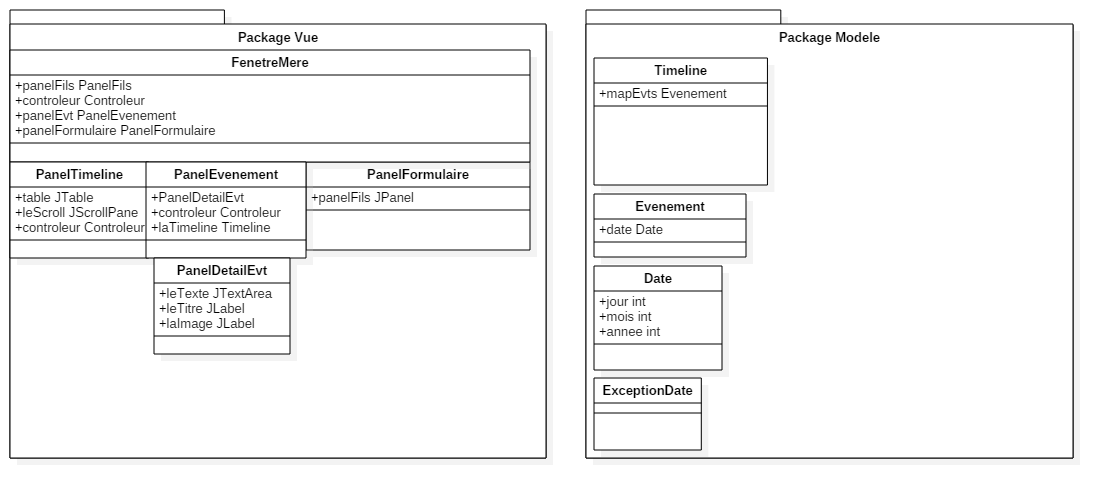 Package Vue
FenetreMere
+panelFils PanelFils
+controleur Controleur
+panelEvt PanelEvenement
+panelFormulaire PanelFormulaire
PanelTimeline
+table JTable
+leScroll JScrollPane
+controleur Controleur
PanelEvenement
+PanelDetailEvt
+controleur Controleur
+laTimeline Timeline
PanelFormulaire
+panelFils JPanel
PanelDetailEvt
+leTexte JTextArea
+leTitre JLabel
+laImage JLabel
Package Modele
Timeline
+mapEvts Evenement
Evenement
+date Date
Date
+jour int
+mois int
+annee int
ExceptionDate